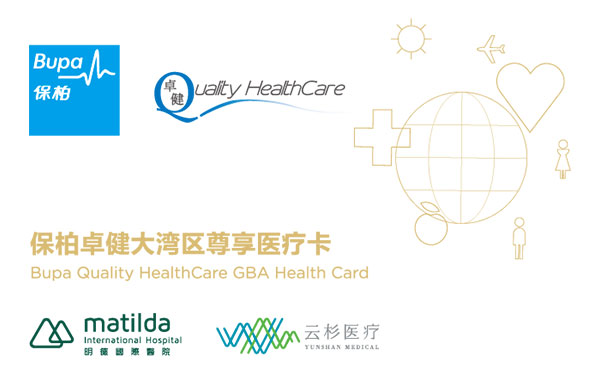 Bupa
保柏
Quality HealthCare
卓健
保柏卓健大湾区尊享医疗卡
Bupa Quality HealthCare GBA Health Card
matilda
International Hospital
明德國際醫院
云杉医疗
YUNSHAN MEDICAL